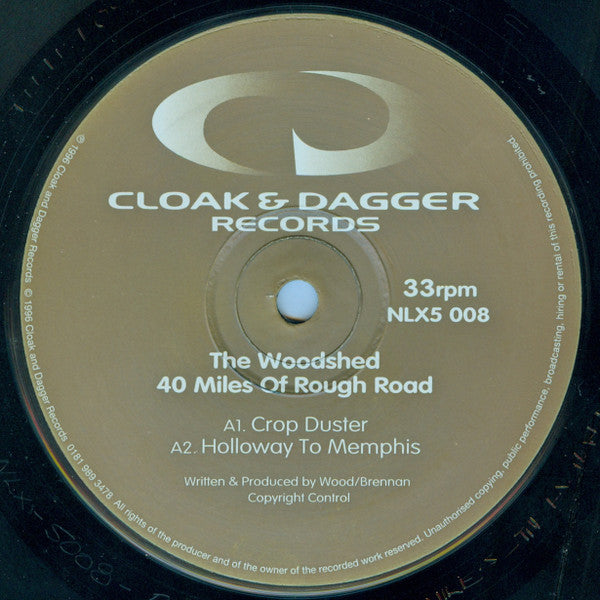 CLOAK & DAGGER
RECORDS
33rpm
NLX5 008
The Woodshed
40 Miles Of Rough Road
A1. Crop Duster
A2. Holloway To Memphis
Written & Produced by Wood/Brennan
Copyright Control
℗ 1996 Cloak and Dagger Records © 1996 Cloak and Dagger Records 0181 989 3478 All rights of the producer and of the owner of the recorded work reserved. Unauthorised copying, public performance, broadcasting, hiring or rental of this recording prohibited.